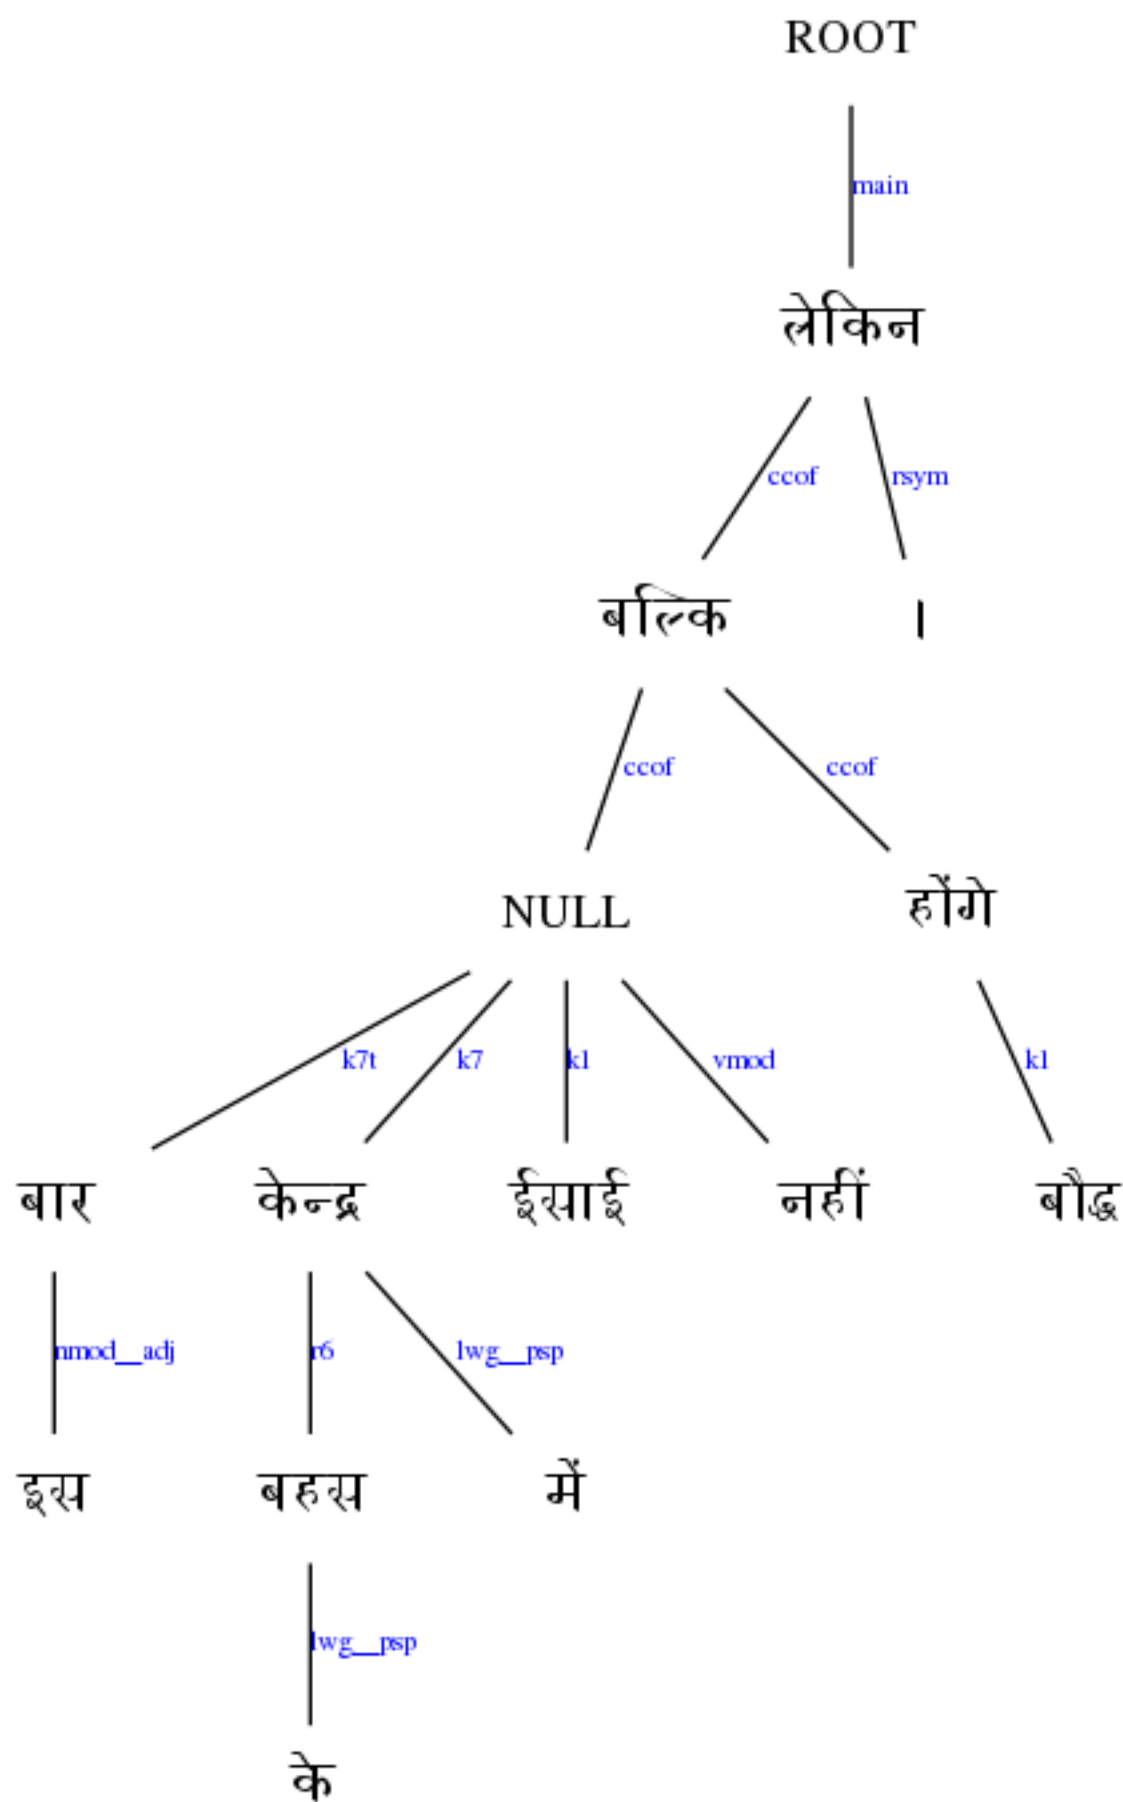 ROOT
main
लेकिन
ccof rsym
बल्कि ।
ccof ccof
NULL होंगे
k7t k7 k1 vmod k1
बार केन्द्र ईसाई नहीं बौद्ध
nmod__adj r6 lwg__psp
इस बहस में
lwg__psp
के